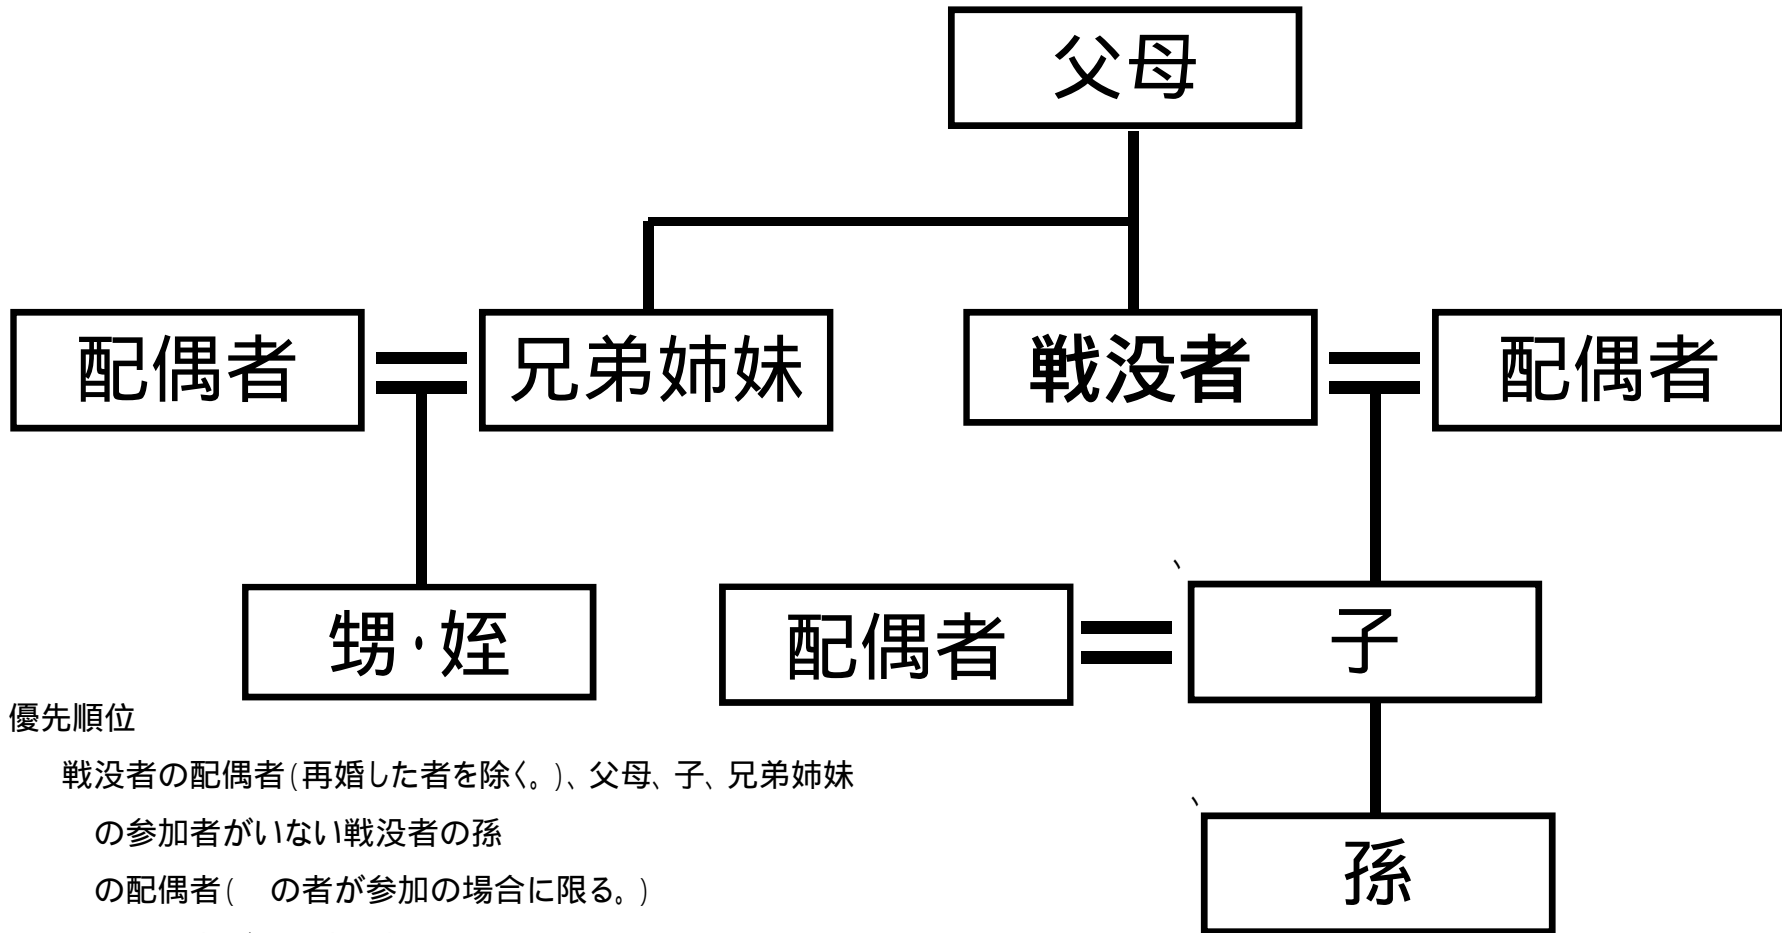 父母
配偶者
兄弟姉妹
戦没者
配偶者
甥・姪
配偶者
、
子
優先順位
戦没者の配偶者(再婚した者を除く。)、父母、子、兄弟姉妹
の参加者がいない戦没者の孫
の配偶者(　の者が参加の場合に限る。)
、
孫